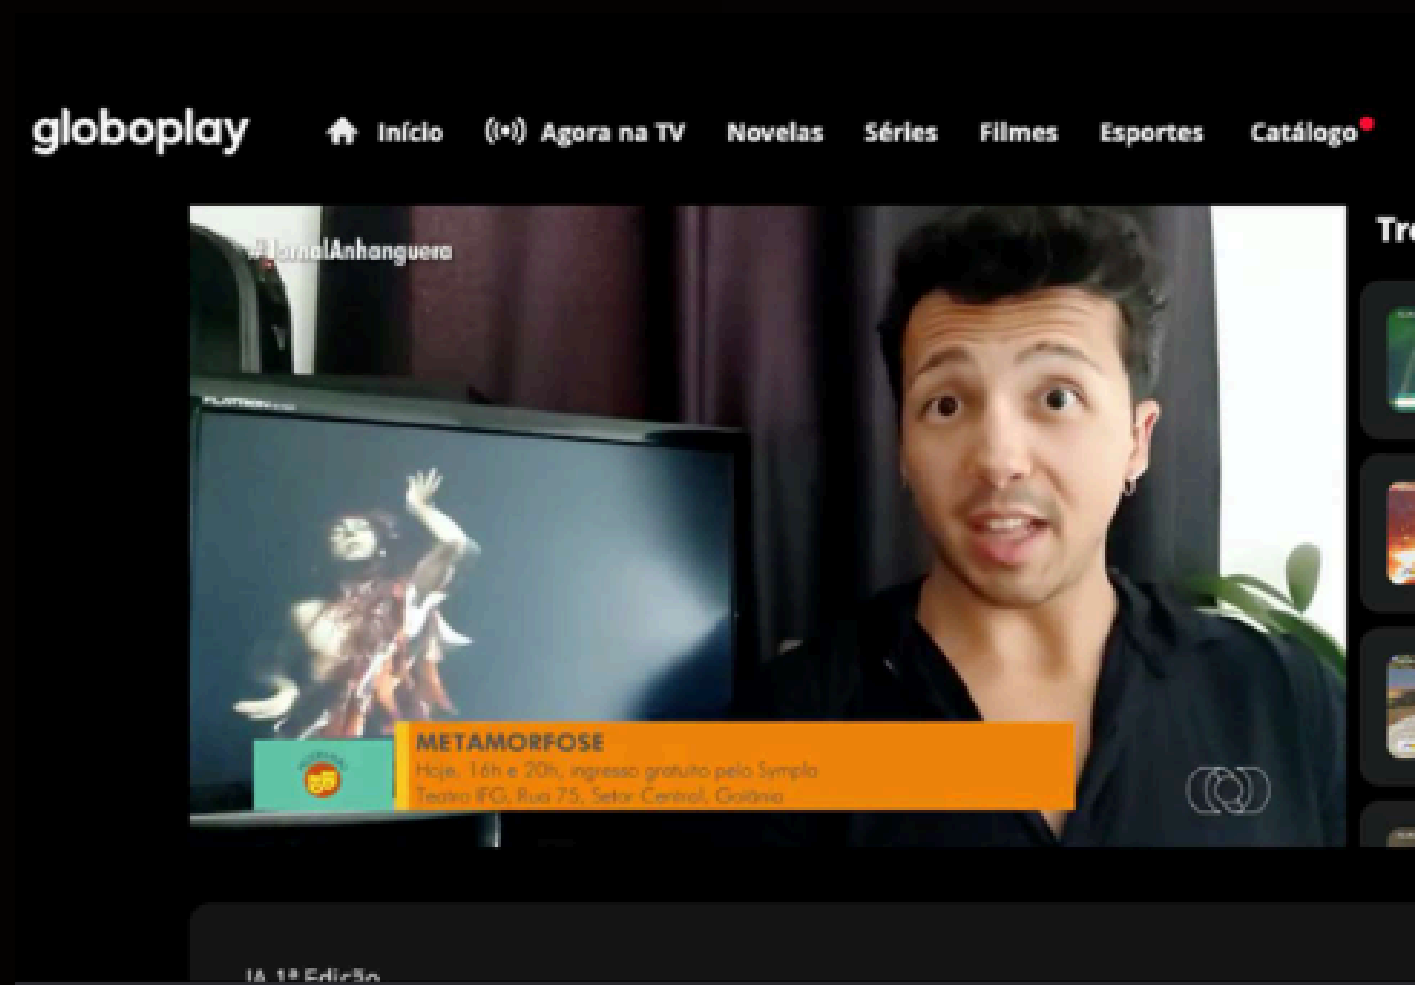 globoplay
Início
Agora na TV
Novelas
Séries
Filmes
Esportes
Catálogo
#JornalAnhanguera
METAMORFOSE
Hoje, 16h e 20h, ingresso gratuito pelo Sympla
Teatro IFG, Rua 75, Setor Central, Goiânia
JA 1ª Edição